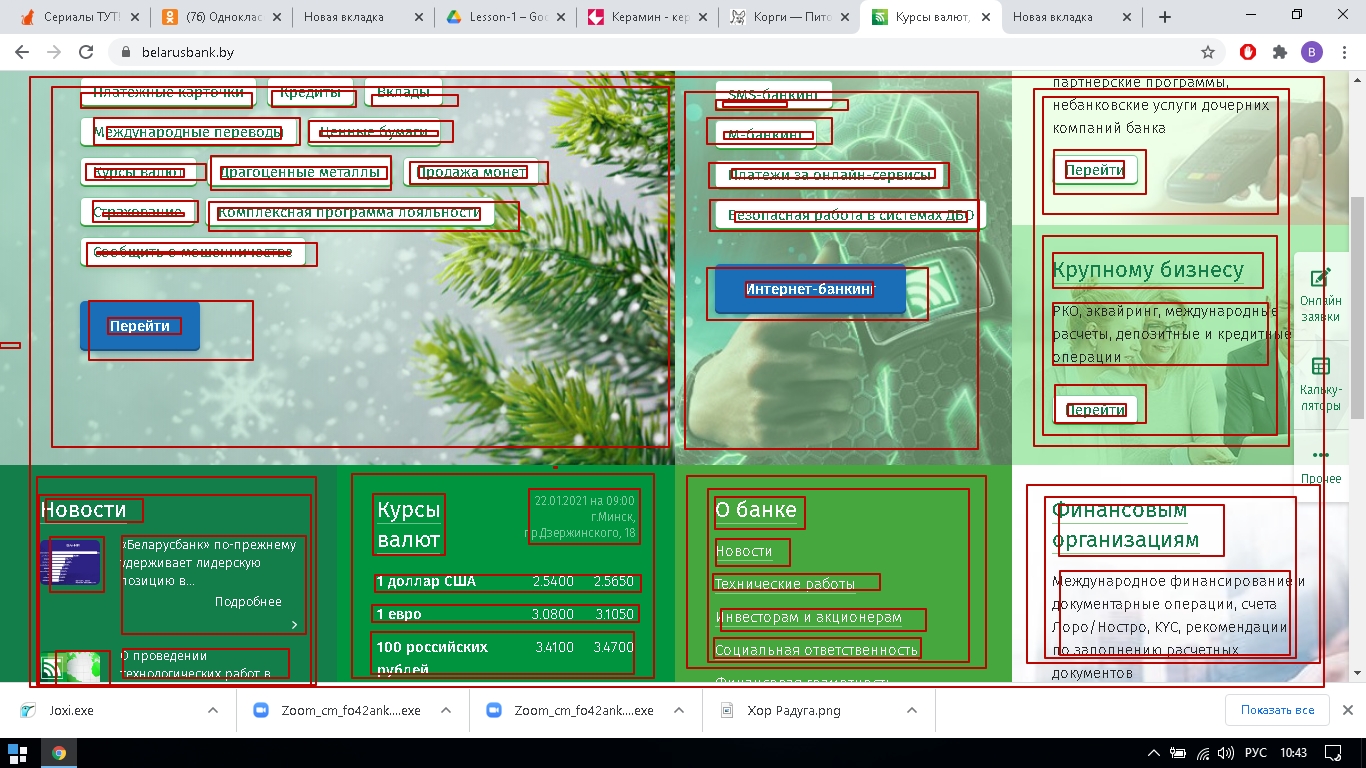 Сериалы ТУТ!
(76) Одноклас
Новая вкладка
Lesson-1 – Goo
Керамин - кер
Корги — Пито
Курсы валют,
Новая вкладка
belarusbank.by
В
Платежные карточки
Кредиты
Вклады
Международные переводы
Ценные бумаги
Курсы валют
Драгоценные металлы
Продажа монет
Страхование
Комплексная программа лояльности
Сообщить о мошенничестве
Перейти
SMS-банкинг
М-банкинг
Платежи за онлайн-сервисы
Безопасная работа в системах ДБО
Интернет-банкинг
партнерские программы,
небанковские услуги дочерних
компаний банка
Перейти
Крупному бизнесу
РКО, эквайринг, международные
расчеты, депозитные и кредитные
операции
Перейти
Онлайн
заявки
Кальку-
ляторы
Прочее
Новости
«Беларусбанк» по-прежнему
удерживает лидерскую
позицию в...
Подробнее
О проведении
технологических работ в
Курсы
валют
22.01.2021 на 09:00
г.Минск,
пр.Дзержинского, 18
1 доллар США 2.5400 2.5650
1 евро 3.0800 3.1050
100 российских 3.4100 3.4700
рублей
О банке
Новости
Технические работы
Инвесторам и акционерам
Социальная ответственность
Финансовая грамотность
Финансовым
организациям
Международное финансирование и
документарные операции, счета
Лоро/Ностро, KYC, рекомендации
по заполнению расчетных
документов
Joxi.exe
Zoom_cm_fo42ank....exe
Zoom_cm_fo42ank....exe
Хор Радуга.png
Показать все
РУС
10:43